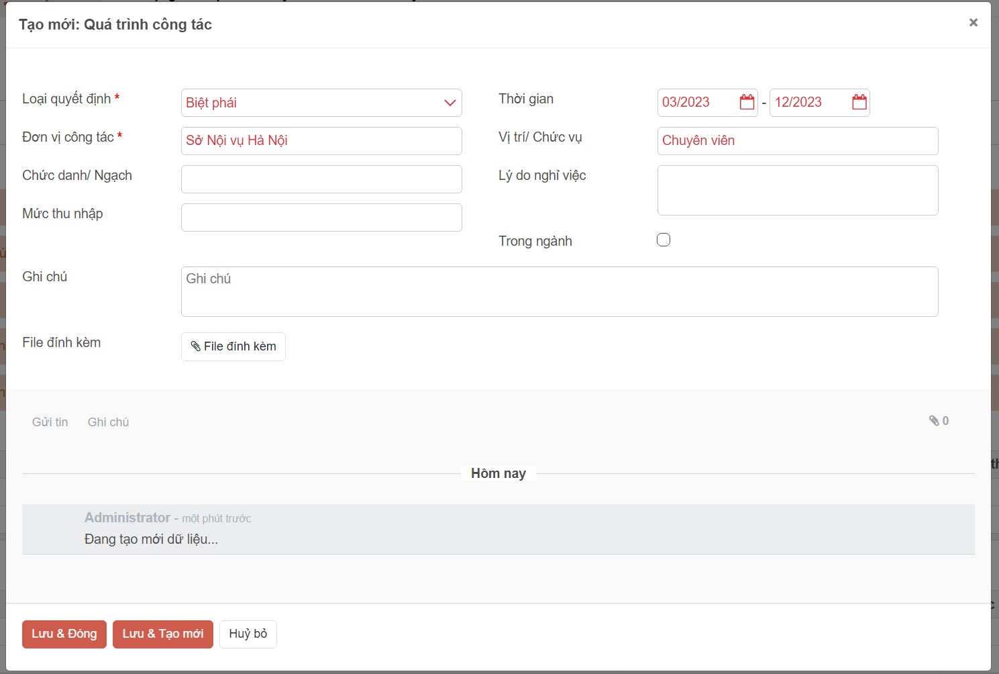 Tạo mới: Quá trình công tác
×
Loại quyết định *
Biệt phái
Thời gian
03/2023 - 12/2023
Đơn vị công tác *
Sở Nội vụ Hà Nội
Vị trí/ Chức vụ
Chuyên viên
Chức danh/ Ngạch
Lý do nghỉ việc
Mức thu nhập
Trong ngành
Ghi chú
Ghi chú
File đính kèm
File đính kèm
Gửi tin
Ghi chú
0
Hôm nay
Administrator - một phút trước
Đang tạo mới dữ liệu...
Lưu & Đóng
Lưu & Tạo mới
Huỷ bỏ